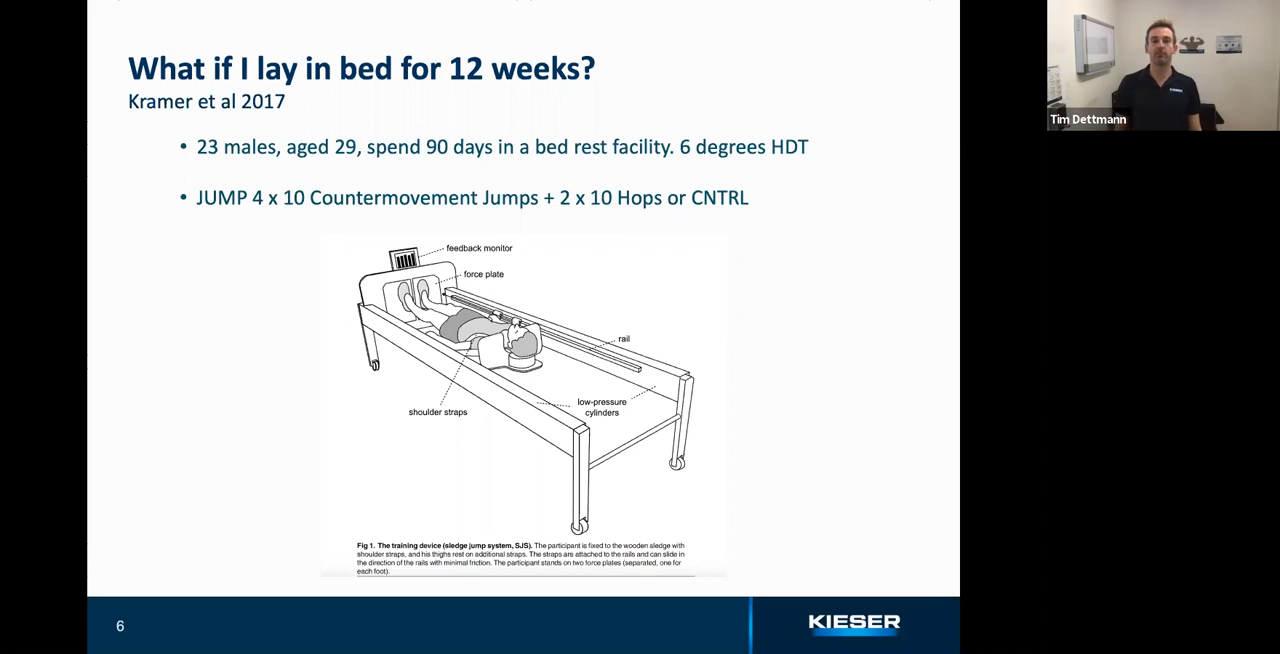 What if I lay in bed for 12 weeks?
Kramer et al 2017
• 23 males, aged 29, spend 90 days in a bed rest facility. 6 degrees HDT
• JUMP 4 x 10 Countermovement Jumps + 2 x 10 Hops or CNTRL
feedback monitor
force plate
rail
shoulder straps
low-pressure
cylinders
Fig 1. The training device (sledge jump system, SJS). The participant is fixed to the wooden sledge with
shoulder straps, and his thighs rest on additional straps. The straps are attached to the rails and can slide in
the direction of the rails with minimal friction. The participant stands on two force plates (separated, one for
each foot).
6
KIESER
Tim Dettmann